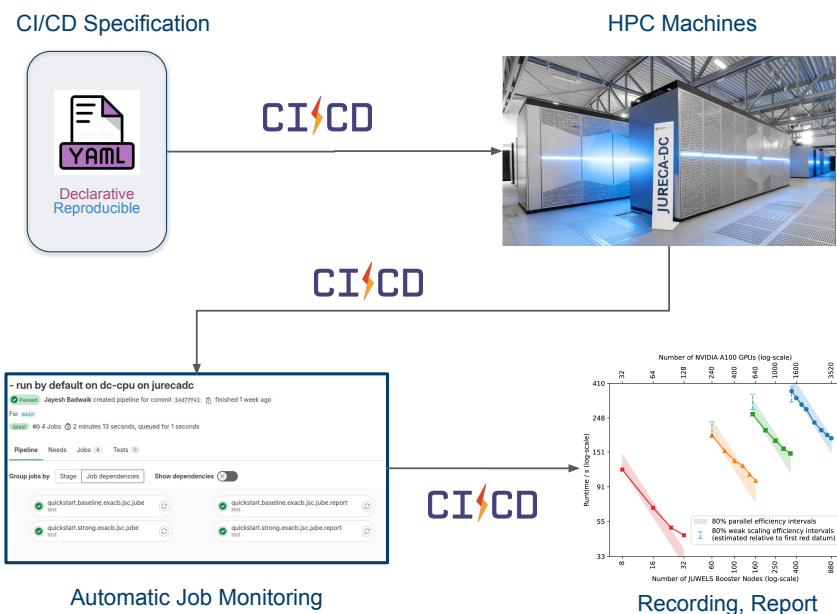 CI/CD Specification
HPC Machines
YAML
Declarative
Reproducible
CI/CD
JURECA-DC
CI/CD
- run by default on dc-cpu on jurecadc
Passed Jayesh Badwaik created pipeline for commit 14d77f41 finished 1 week ago
For main
latest 4 Jobs 2 minutes 13 seconds, queued for 1 seconds
Pipeline Needs Jobs 4 Tests 0
Group jobs by Stage Job dependencies Show dependencies
quickstart.baseline.exacb.jsc.jube
test
quickstart.baseline.exacb.jsc.jube.report
test
quickstart.strong.exacb.jsc.jube
test
quickstart.strong.exacb.jsc.jube.report
test
CI/CD
Number of NVIDIA A100 GPUs (log-scale)
32 64 128 240 400 640 1000 1600 3520
Runtime / s (log-scale)
410
248
151
91
55
33
80% parallel efficiency intervals
80% weak scaling efficiency intervals
(estimated relative to first red datum)
8 16 32 60 100 160 250 400 880
Number of JUWELS Booster Nodes (log-scale)
Automatic Job Monitoring
Recording, Report